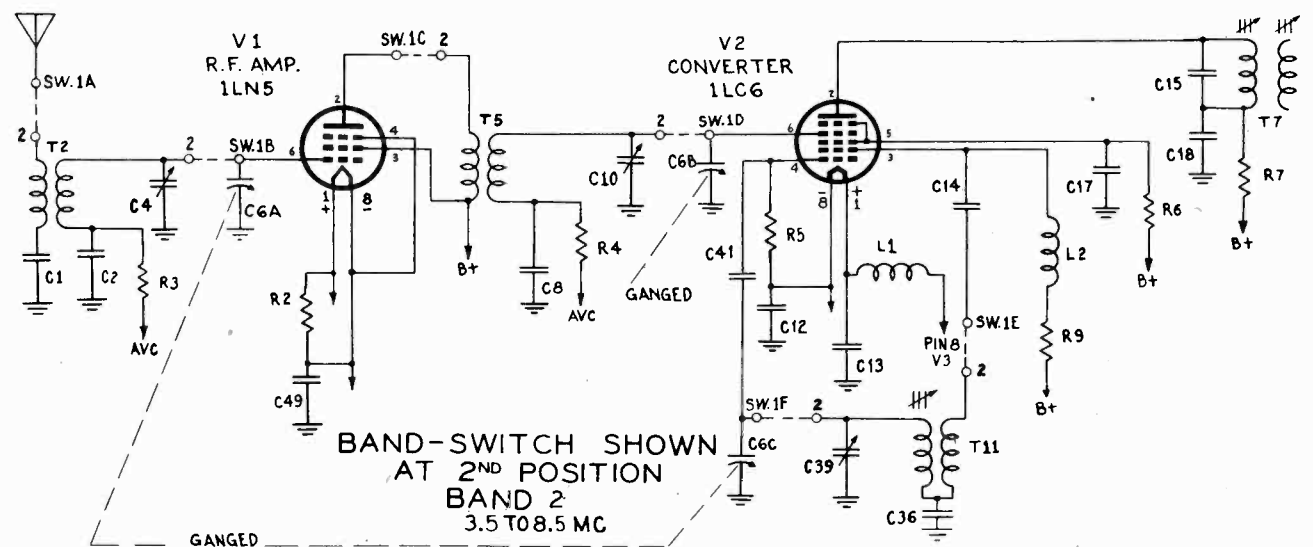 V1
R.F. AMP.
1LN5
SW.1C
2
V2
CONVERTER
1LC6
SW.1A
2
T2
2
SW.1B
6
2
4
3
1
+
8
–
T5
2
SW.1D
6
2
5
3
4
–
8
+
1
C15
T7
C18
R7
B+
C4
C6A
C10
C6B
C14
C17
R6
B+
C1
C2
R3
AVC
R2
C49
B+
C8
R4
AVC
GANGED
C41
R5
C12
L1
C13
PIN 8
V3
L2
SW.1E
2
R9
B+
SW.1F
2
C6C
C39
T11
C36
BAND-SWITCH SHOWN
AT 2ND POSITION
BAND 2
3.5 TO 8.5 MC
GANGED